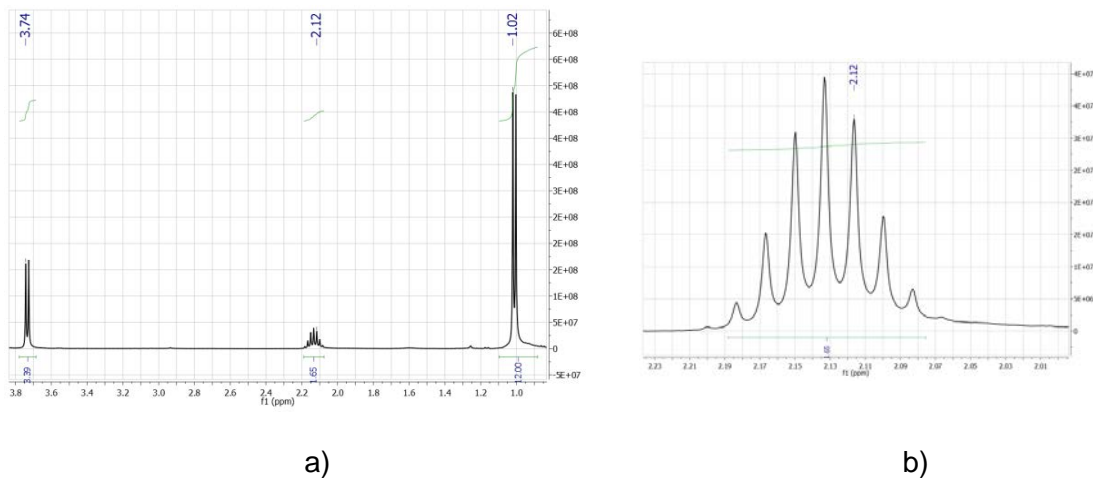 3.74
2.12
1.02
6E+08
6E+08
5E+08
4E+08
4E+08
3E+08
3E+08
2E+08
2E+08
1E+08
5E+07
0
-5E+07
3.39
1.65
12.00
3.8 3.6 3.4 3.2 3.0 2.8 2.6 2.4 2.2 2.0 1.8 1.6 1.4 1.2 1.0
f1 (ppm)
a)
2.12
4E+07
4E+07
3E+07
3E+07
2E+07
2E+07
1E+07
5E+06
0
1.65
2.23 2.21 2.19 2.17 2.15 2.13 2.11 2.09 2.07 2.05 2.03 2.01
f1 (ppm)
b)